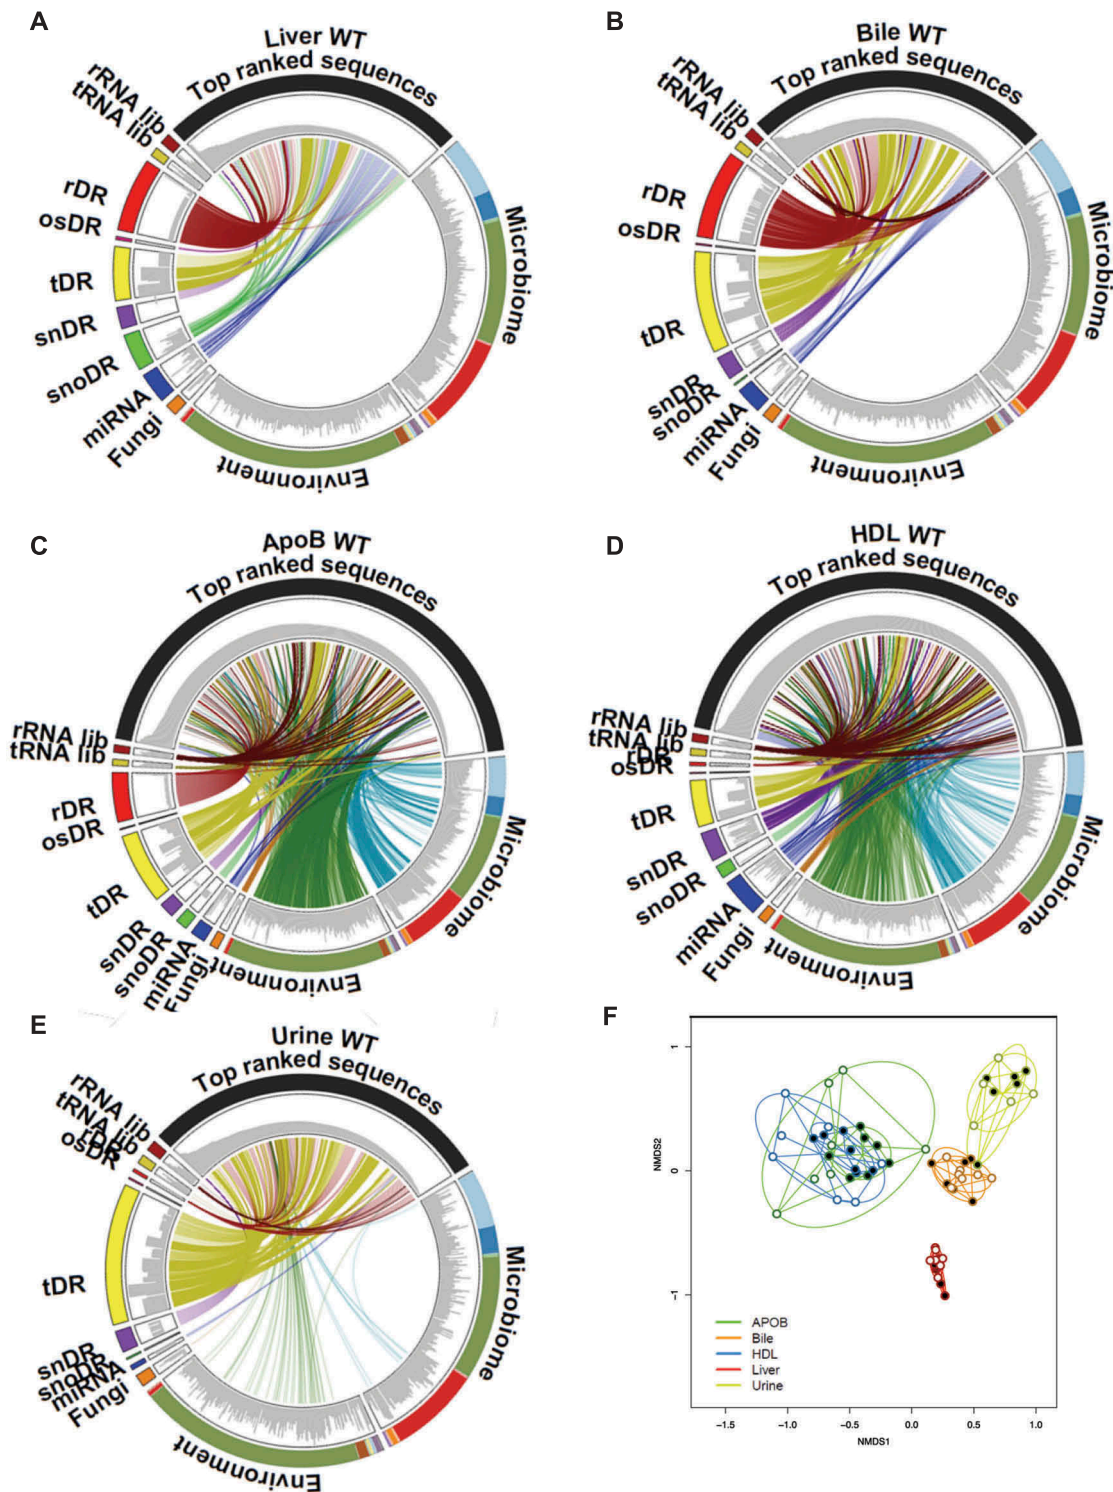 A
Liver WT
Top ranked sequences
rRNA lib
tRNA lib
rDR
osDR
tDR
snDR
snoDR
miRNA
Fungi
Environment
Microbiome
B
Bile WT
Top ranked sequences
rRNA lib
tRNA lib
rDR
osDR
tDR
snDR
snoDR
miRNA
Fungi
Environment
Microbiome
C
ApoB WT
Top ranked sequences
rRNA lib
tRNA lib
rDR
osDR
tDR
snDR
snoDR
miRNA
Fungi
Environment
Microbiome
D
HDL WT
Top ranked sequences
rRNA lib
tRNA lib
rDR
osDR
tDR
snDR
snoDR
miRNA
Fungi
Environment
Microbiome
E
Urine WT
Top ranked sequences
rRNA lib
tRNA lib
rDR
osDR
tDR
snDR
snoDR
miRNA
Fungi
Environment
Microbiome
F
1
0
−1
NMDS2
APOB
Bile
HDL
Liver
Urine
−1.5 −1.0 −0.5 0.0 0.5 1.0
NMDS1